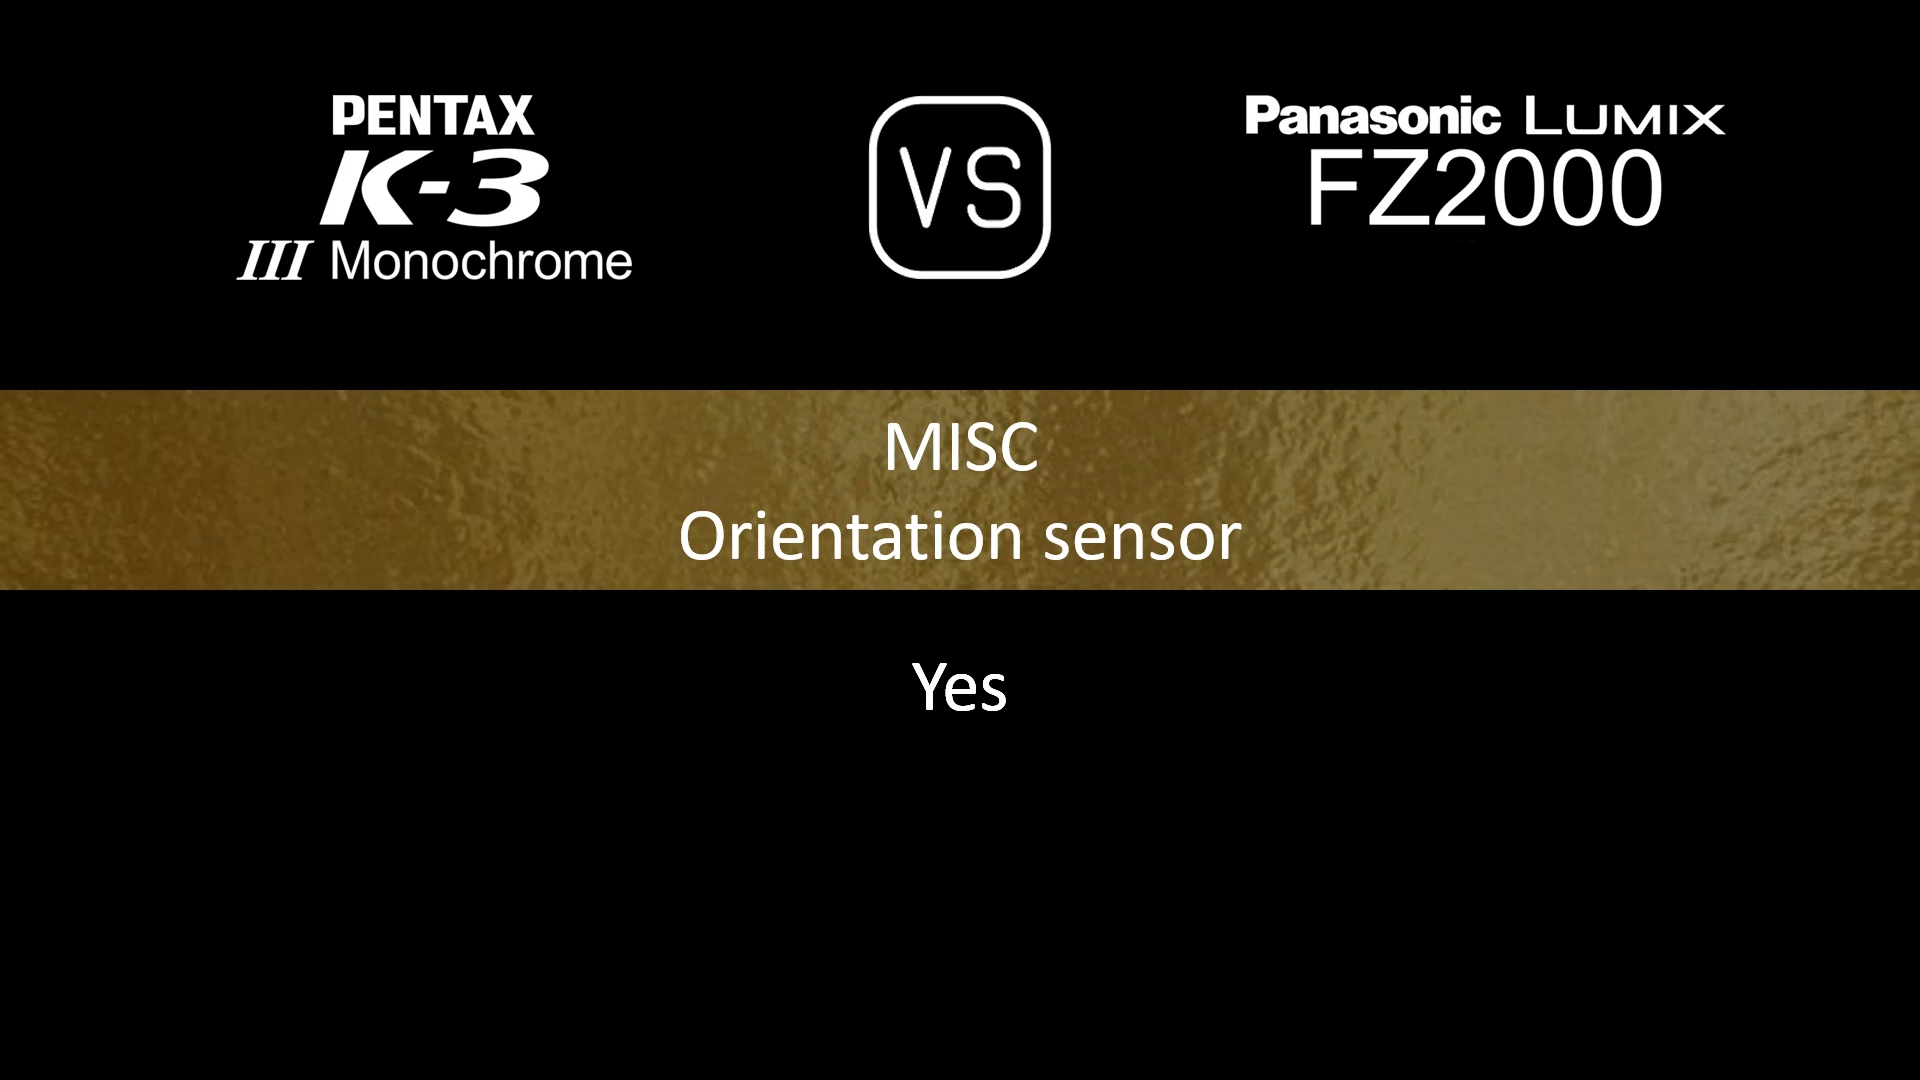 PENTAX
K-3
III Monochrome
VS
Panasonic LUMIX
FZ2000
MISC
Orientation sensor
Yes